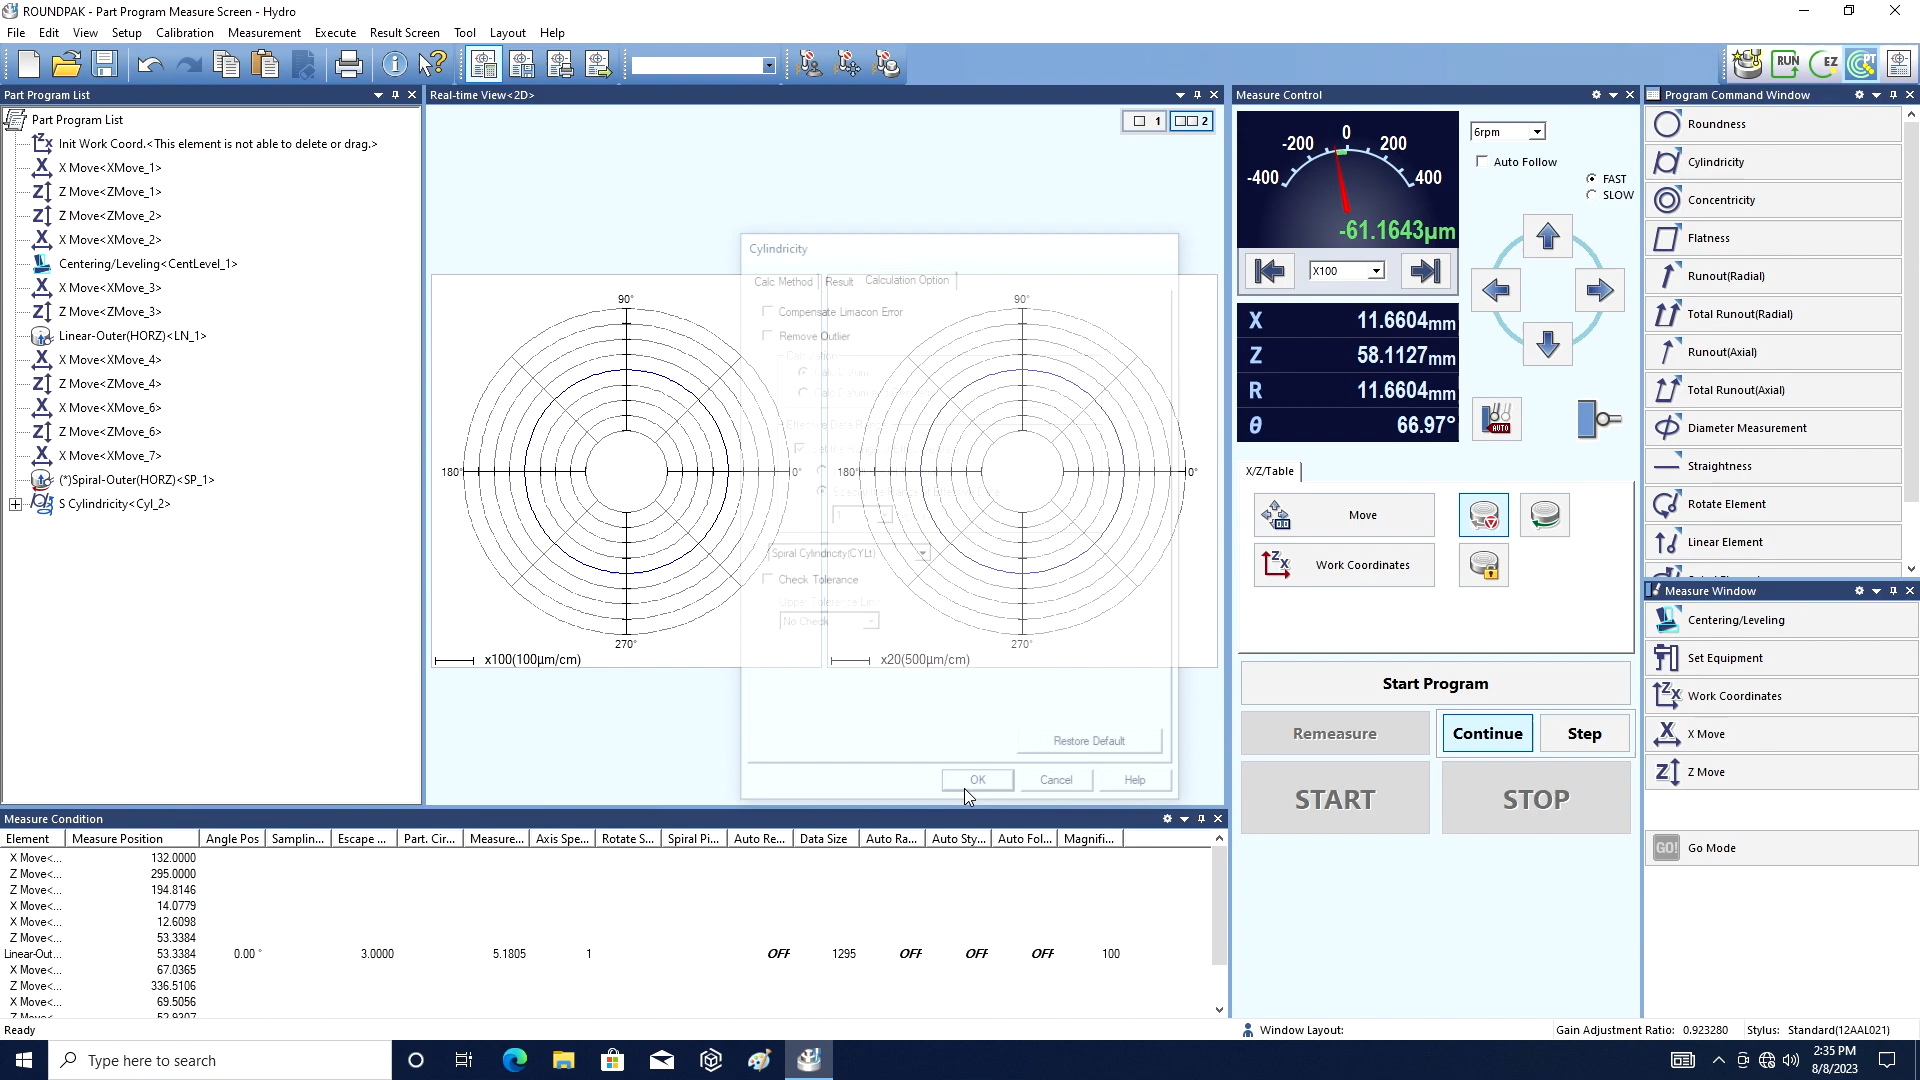 ROUNDPAK - Part Program Measure Screen - Hydro
File Edit View Setup Calibration Measurement Execute Result Screen Tool Layout Help
RUN EZ PT
Part Program List
Part Program List
Init Work Coord.<This element is not able to delete or drag.>
X Move<XMove_1>
Z Move<ZMove_1>
Z Move<ZMove_2>
X Move<XMove_2>
Centering/Leveling<CentLevel_1>
X Move<XMove_3>
Z Move<ZMove_3>
Linear-Outer(HORZ)<LN_1>
X Move<XMove_4>
Z Move<ZMove_4>
X Move<XMove_6>
Z Move<ZMove_6>
X Move<XMove_7>
(*)Spiral-Outer(HORZ)<SP_1>
S Cylindricity<Cyl_2>
Real-time View<2D>
1 2
90°
180°
0°
270°
x100(100µm/cm)
90°
180°
0°
270°
x20(500µm/cm)
Cylindricity
Calc Method Result Calculation Option
Compensate Limacon Error
Remove Outlier
Spiral Cylindricity(CYLt)
Check Tolerance
No Check
Restore Default
OK Cancel Help
Measure Control
-400 -200 0 200 400
-61.1643µm
X100
6rpm
Auto Follow
FAST
SLOW
X 11.6604mm
Z 58.1127mm
R 11.6604mm
θ 66.97°
AUTO
X/Z/Table
Move
Work Coordinates
Start Program
Remeasure Continue Step
START STOP
Program Command Window
Roundness
Cylindricity
Concentricity
Flatness
Runout(Radial)
Total Runout(Radial)
Runout(Axial)
Total Runout(Axial)
Diameter Measurement
Straightness
Rotate Element
Linear Element
Measure Window
Centering/Leveling
Set Equipment
Work Coordinates
X Move
Z Move
GO! Go Mode
Measure Condition
Element Measure Position Angle Pos Samplin... Escape ... Part. Cir... Measure... Axis Spe... Rotate S... Spiral Pi... Auto Re... Data Size Auto Ra... Auto Sty... Auto Fol... Magnifi...
X Move<... 132.0000
Z Move<... 295.0000
Z Move<... 194.8146
X Move<... 14.0779
X Move<... 12.6098
Z Move<... 53.3384
Linear-Out... 53.3384 0.00 ° 3.0000 5.1805 1 OFF 1295 OFF OFF OFF 100
X Move<... 67.0365
Z Move<... 336.5106
X Move<... 69.5056
Z Move<... 52.9307
Ready
Window Layout:
Gain Adjustment Ratio: 0.923280 Stylus: Standard(12AAL021)
Type here to search
2:35 PM
8/8/2023